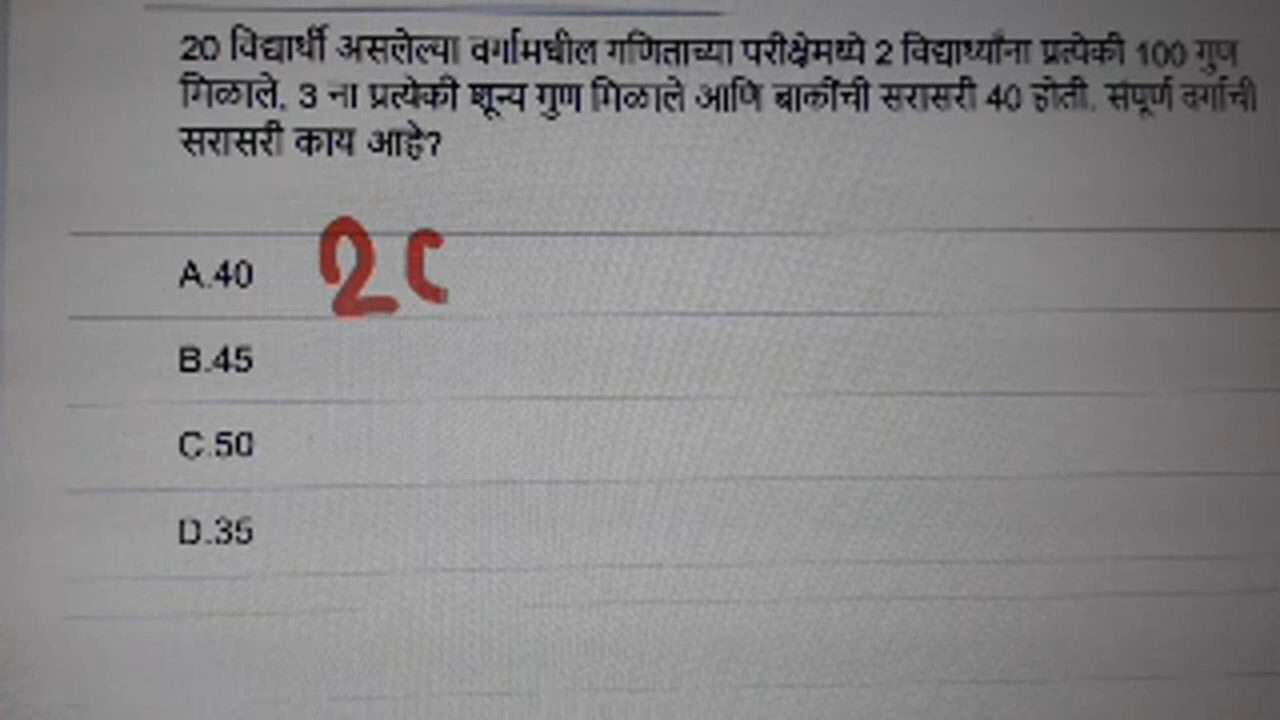 20 विद्यार्थी असलेल्या वर्गामधील गणिताच्या परीक्षेमध्ये 2 विद्यार्थ्यांना प्रत्येकी 100 गुण
मिळाले, 3 ना प्रत्येकी शून्य गुण मिळाले आणि बाकींची सरासरी 40 होती. संपूर्ण वर्गाची
सरासरी काय आहे?
A.40
20
B.45
C.50
D.35